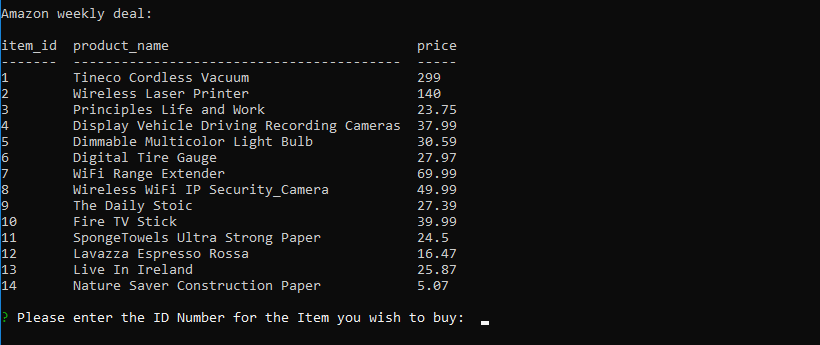 Amazon weekly deal:
item_id  product_name                              price
-------  ----------------------------------------  -----
1        Tineco Cordless Vacuum                    299
2        Wireless Laser Printer                    140
3        Principles Life and Work                  23.75
4        Display Vehicle Driving Recording Cameras  37.99
5        Dimmable Multicolor Light Bulb            30.59
6        Digital Tire Gauge                        27.97
7        WiFi Range Extender                       69.99
8        Wireless WiFi IP Security_Camera          49.99
9        The Daily Stoic                           27.39
10       Fire TV Stick                             39.99
11       SpongeTowels Ultra Strong Paper           24.5
12       Lavazza Espresso Rossa                    16.47
13       Live In Ireland                           25.87
14       Nature Saver Construction Paper           5.07
? Please enter the ID Number for the Item you wish to buy:  _